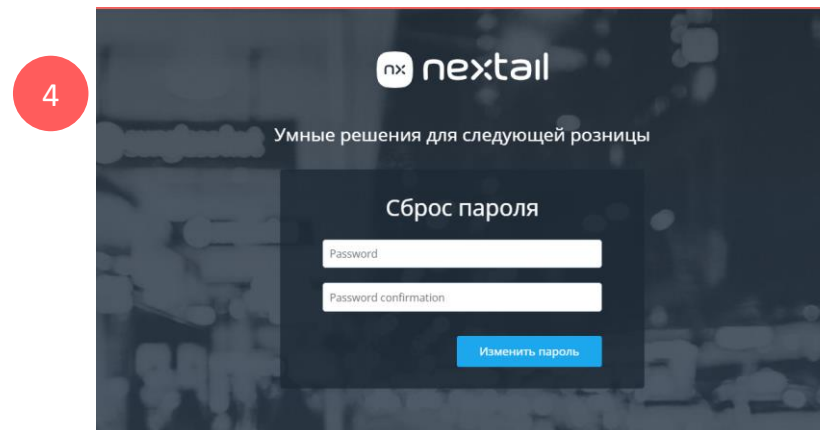 4
nx nextail
Умные решения для следующей розницы
Сброс пароля
Password
Password confirmation
Изменить пароль